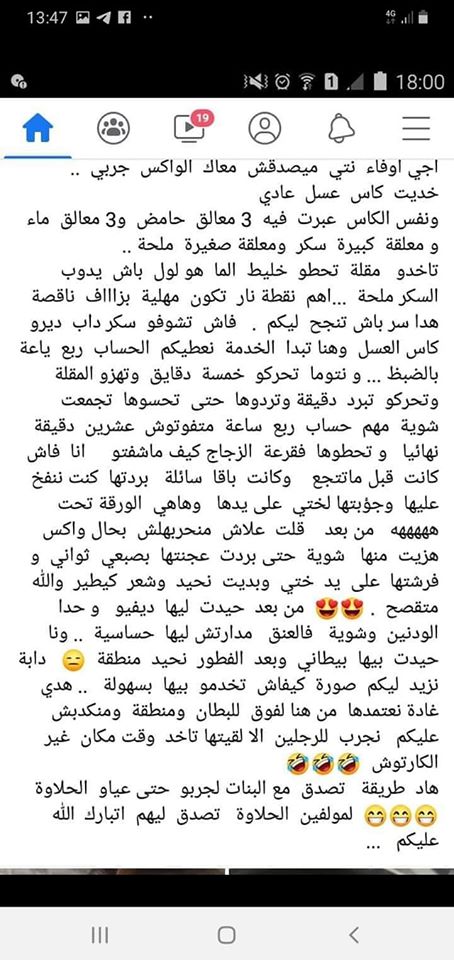 13:47
4G
18:00
1
19
اجي اوفاء نتي ميصدقش معاك الواكس جربي ..
خديت كاس عسل عادي
ونفس الكاس عبرت فيه 3 معالق حامض و3 معالق ماء
و معلقة كبيرة سكر ومعلقة صغيرة ملحة ..
تاخدو مقلة تحطو خليط الما هو لول باش يدوب
السكر ملحة ...اهم نقطة نار تكون مهلية بزاااف ناقصة
هدا سر باش تنجح ليكم . فاش تشوفو سكر داب ديرو
كاس العسل وهنا تبدا الخدمة نعطيكم الحساب ربع ياعة
بالضبظ ... و نتوما تحركو خمسة دقايق وتهزو المقلة
وتحركو تبرد دقيقة وتردوها حتى تحسوها تجمعت
شوية مهم حساب ربع ساعة متفوتوش عشرين دقيقة
نهائيا و تحطوها فقرعة الزجاج كيف ماشفتو انا فاش
كانت قبل ماتتجع وكانت باقا سائلة بردتها كنت ننفخ
عليها وجؤبتها لختي على يدها وهاهي الورقة تحت
هههههه من بعد قلت علاش منحربهلش بحال واكس
هزيت منها شوية حتى بردت عجنتها بصبعي ثواني و
فرشتها على يد ختي وبديت نحيد وشعر كيطير والله
متقصح . 😍😍 من بعد حيدت ليها ديفيو و حدا
الودنين وشوية فالعنق مدارتش ليها حساسية .. ونا
حيدت بيها بيطاني وبعد الفطور نحيد منطقة 😑 دابة
نزيد ليكم صورة كيفاش تخدمو بيها بسهولة .. هدي
غادة نعتمدها من هنا لفوق للبطان ومنطقة ومنكدبش
عليكم نجرب للرجلين الا لقيتها تاخد وقت مكان غير
الكارتوش 🤣🤣🤣
هاد طريقة تصدق مع البنات لجربو حتى عياو الحلاوة
😁😁😁 لمولفين الحلاوة تصدق ليهم اتبارك الله
عليكم ...